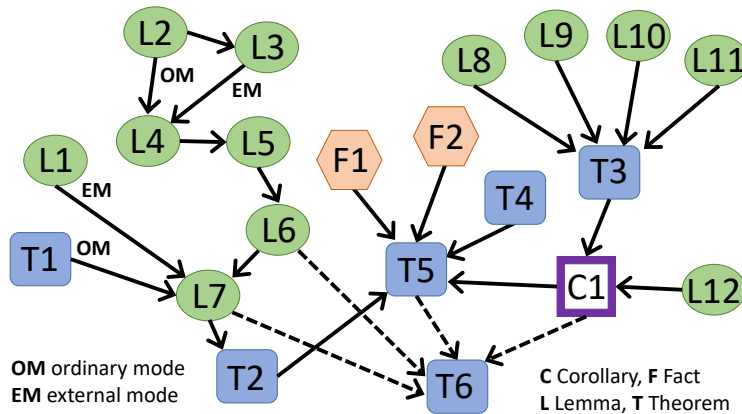 L2
L3
L9
L10
L8
L11
OM
EM
L4
L5
F1
F2
L1
EM
T3
T4
L6
T1
OM
T5
C1
L12
L7
T2
T6
OM ordinary mode
EM external mode
C Corollary, F Fact
L Lemma, T Theorem